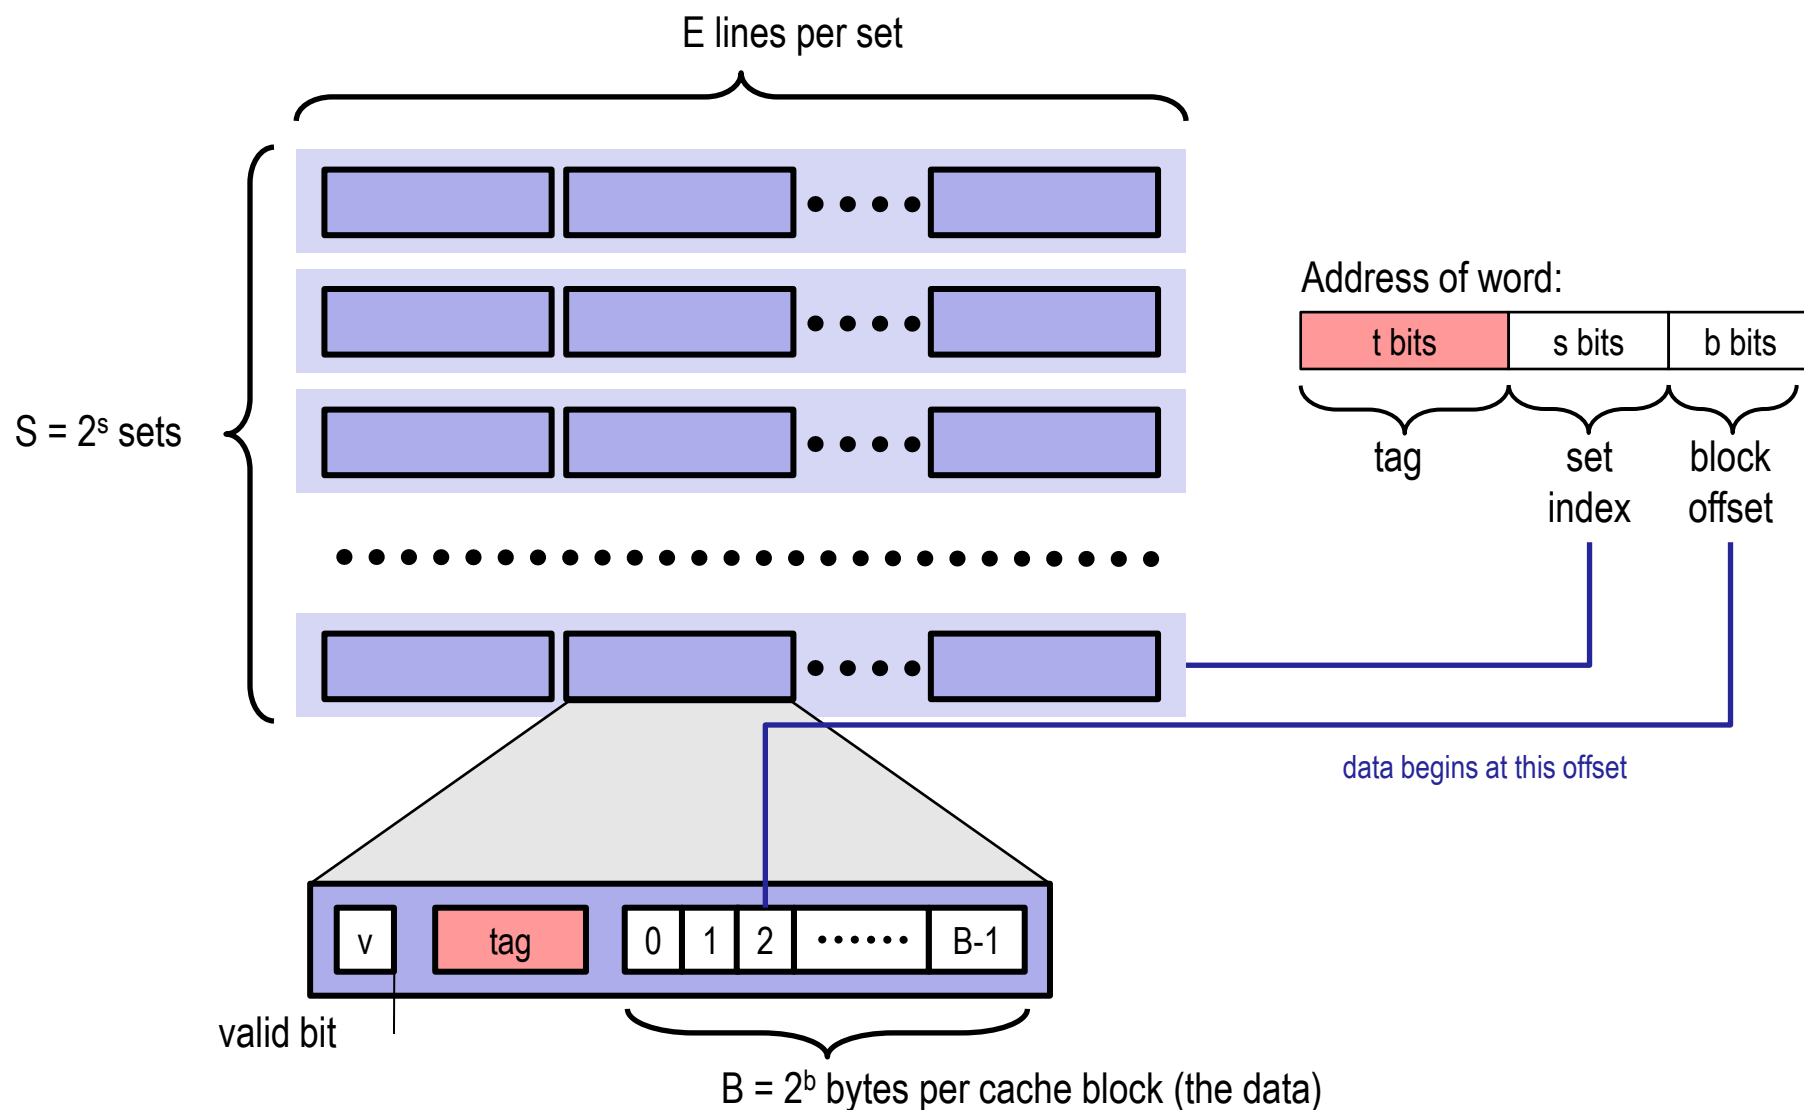 E lines per set
S = 2ˢ sets
Address of word:
t bits s bits b bits
tag set index block offset
data begins at this offset
v tag 0 1 2 •••••• B-1
valid bit
B = 2ᵇ bytes per cache block (the data)